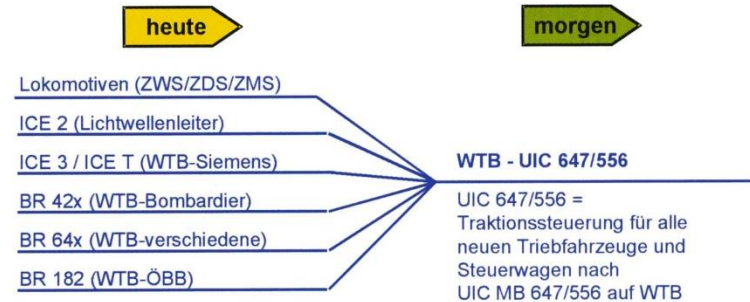 heute
morgen
Lokomotiven (ZWS/ZDS/ZMS)
ICE 2 (Lichtwellenleiter)
ICE 3 / ICE T (WTB-Siemens)
BR 42x (WTB-Bombardier)
BR 64x (WTB-verschiedene)
BR 182 (WTB-ÖBB)
WTB - UIC 647/556
UIC 647/556 =
Traktionssteuerung für alle
neuen Triebfahrzeuge und
Steuerwagen nach
UIC MB 647/556 auf WTB